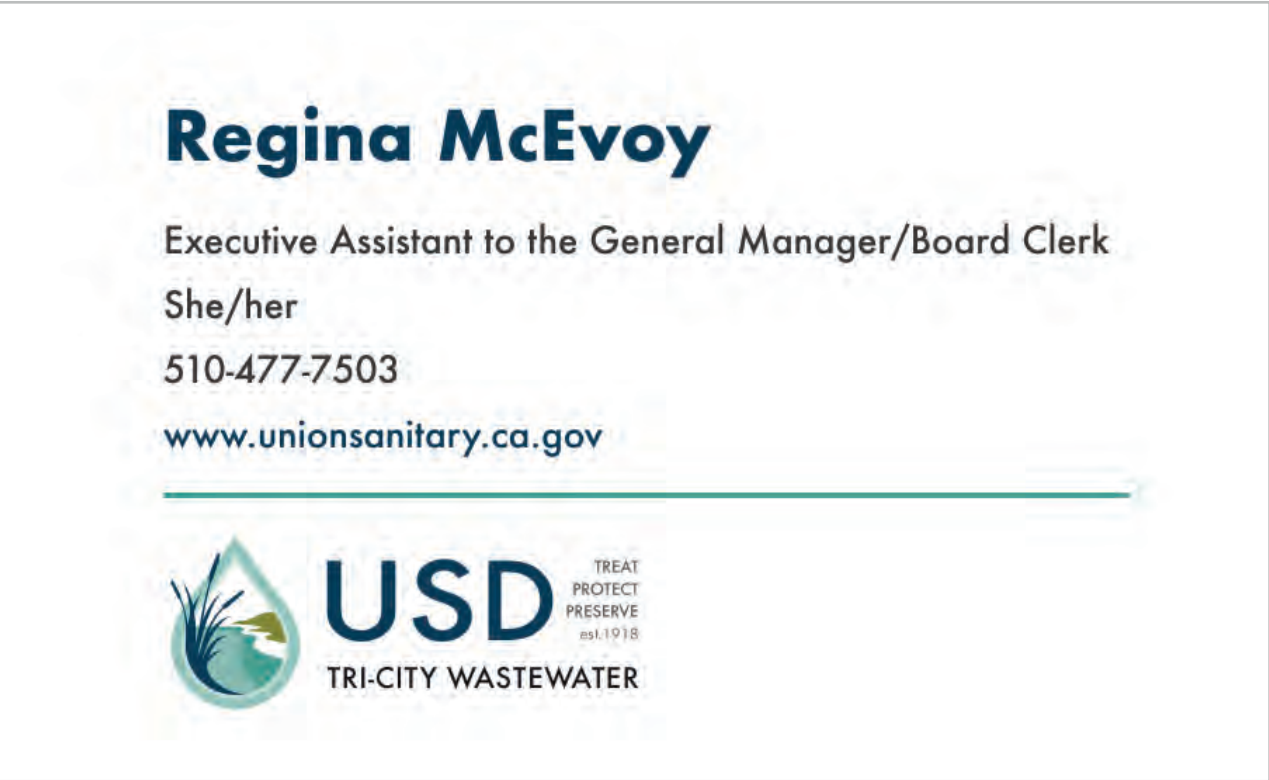 Regina McEvoy
Executive Assistant to the General Manager/Board Clerk
She/her
510-477-7503
www.unionsanitary.ca.gov
USD
TREAT
PROTECT
PRESERVE
est.1918
TRI-CITY WASTEWATER